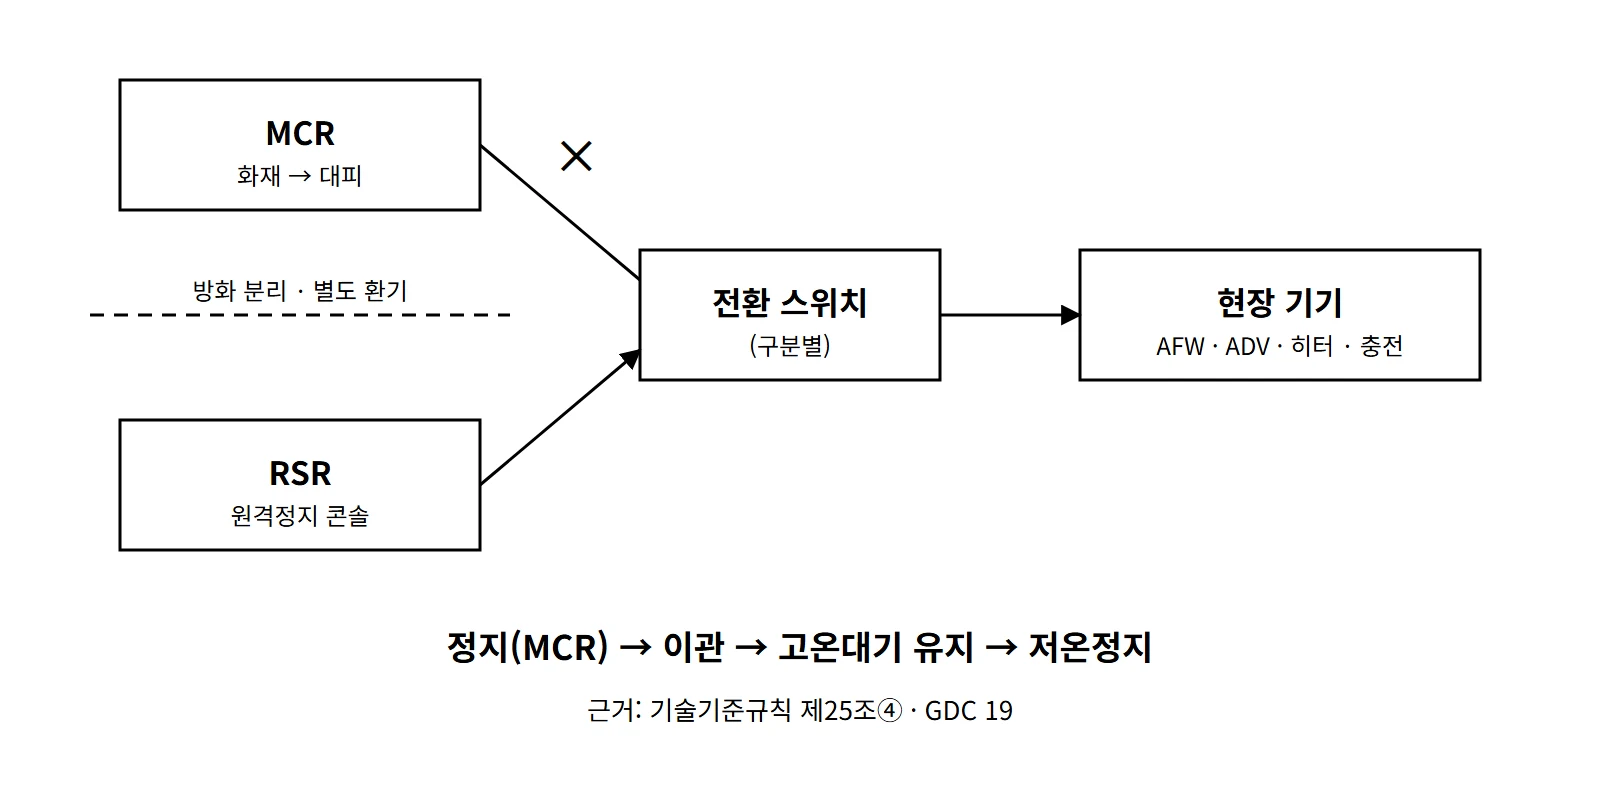 MCR
화재 → 대피
×
방화 분리 · 별도 환기
전환 스위치
(구분별)
현장 기기
AFW · ADV · 히터 · 충전
RSR
원격정지 콘솔
정지(MCR) → 이관 → 고온대기 유지 → 저온정지
근거: 기술기준규칙 제25조④ · GDC 19